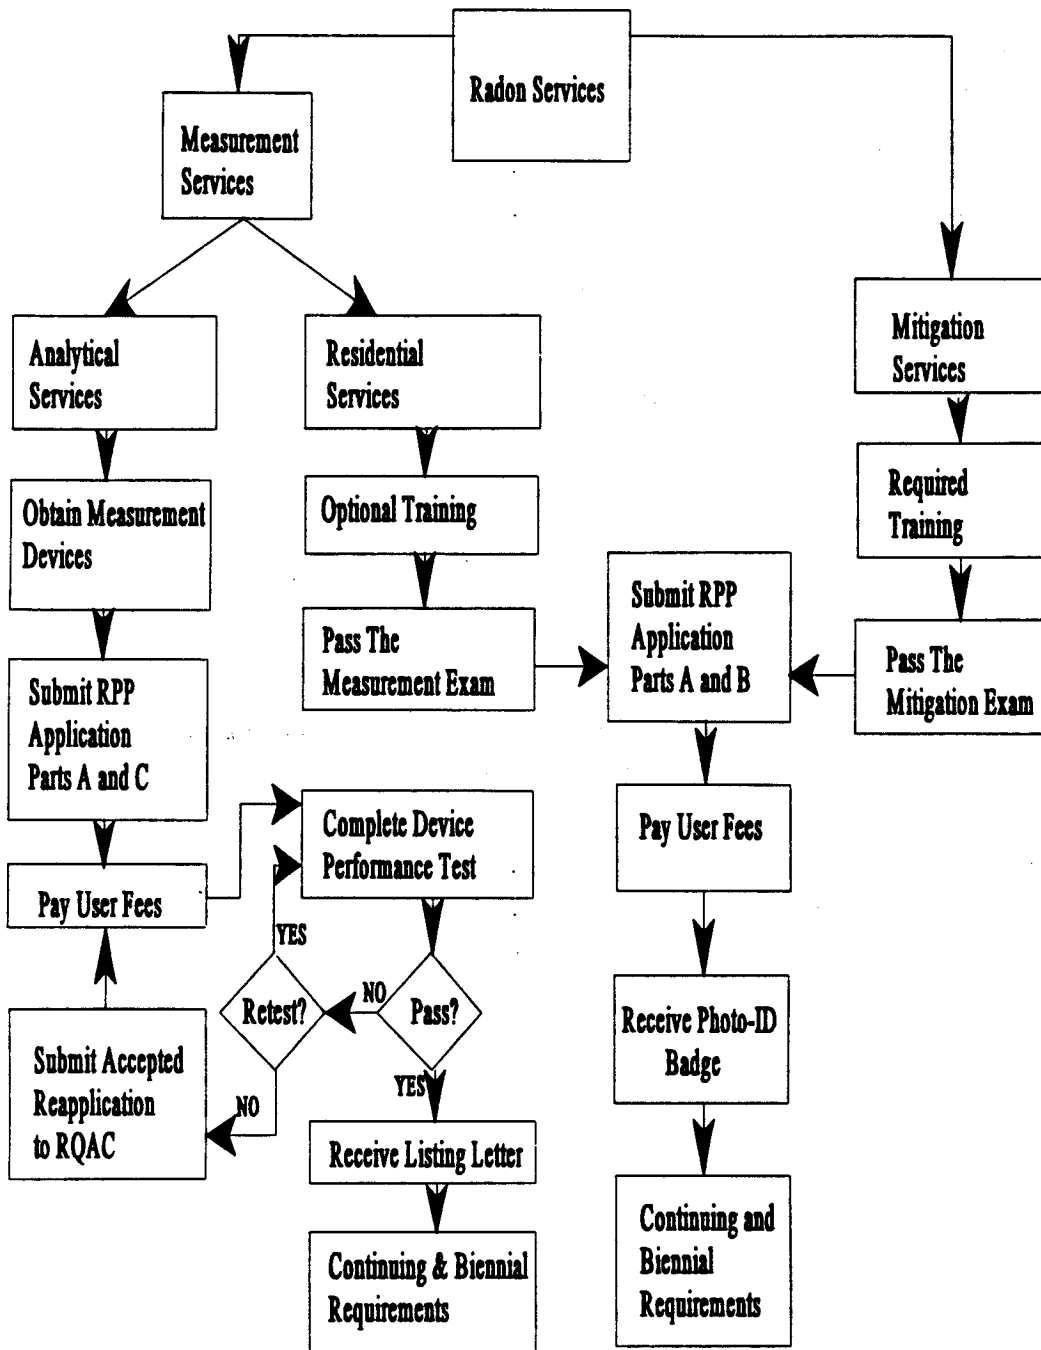 Radon Services
Measurement
Services
Analytical
Services
Residential
Services
Mitigation
Services
Obtain Measurement
Devices
Optional Training
Required
Training
Submit RPP
Application
Parts A and C
Pass The
Measurement Exam
Submit RPP
Application
Parts A and B
Pass The
Mitigation Exam
Pay User Fees
Complete Device
Performance Test
Pay User Fees
YES
Retest?
NO
Pass?
Receive Photo-ID
Badge
Submit Accepted
Reapplication
to RQAC
NO
YES
Receive Listing Letter
Continuing & Biennial
Requirements
Continuing and
Biennial
Requirements